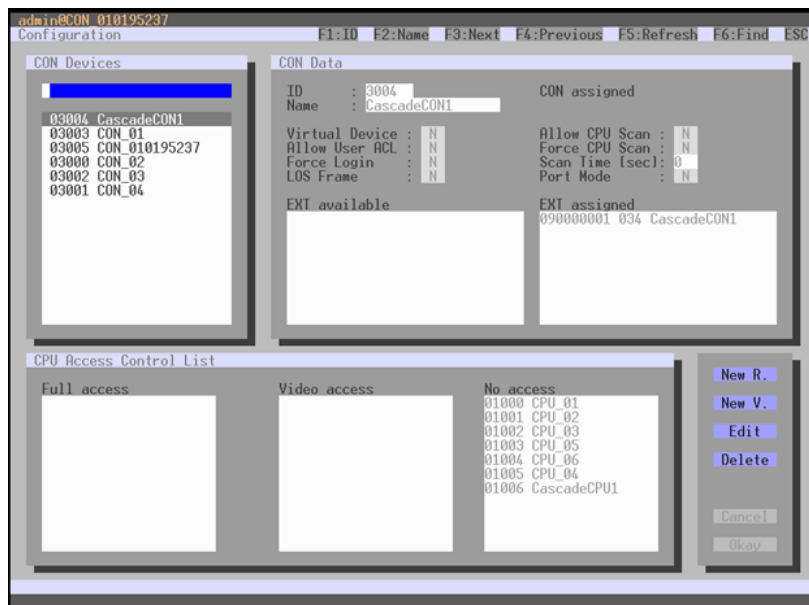 admin@CON_010195237
Configuration F1:ID F2:Name F3:Next F4:Previous F5:Refresh F6:Find ESC
CON Devices
03004 CascadeCON1
03003 CON_01
03005 CON_010195237
03000 CON_02
03002 CON_03
03001 CON_04
CON Data
ID : 3004 CON assigned
Name : CascadeCON1
Virtual Device : N Allow CPU Scan : N
Allow User ACL : N Force CPU Scan : N
Force Login : N Scan Time [sec]: 0
LOS Frame : N Port Mode : N
EXT available EXT assigned
090000001 034 CascadeCON1
CPU Access Control List
Full access Video access No access
01000 CPU_01
01001 CPU_02
01002 CPU_03
01003 CPU_05
01004 CPU_06
01005 CPU_04
01006 CascadeCPU1
New R.
New V.
Edit
Delete
Cancel
Okay